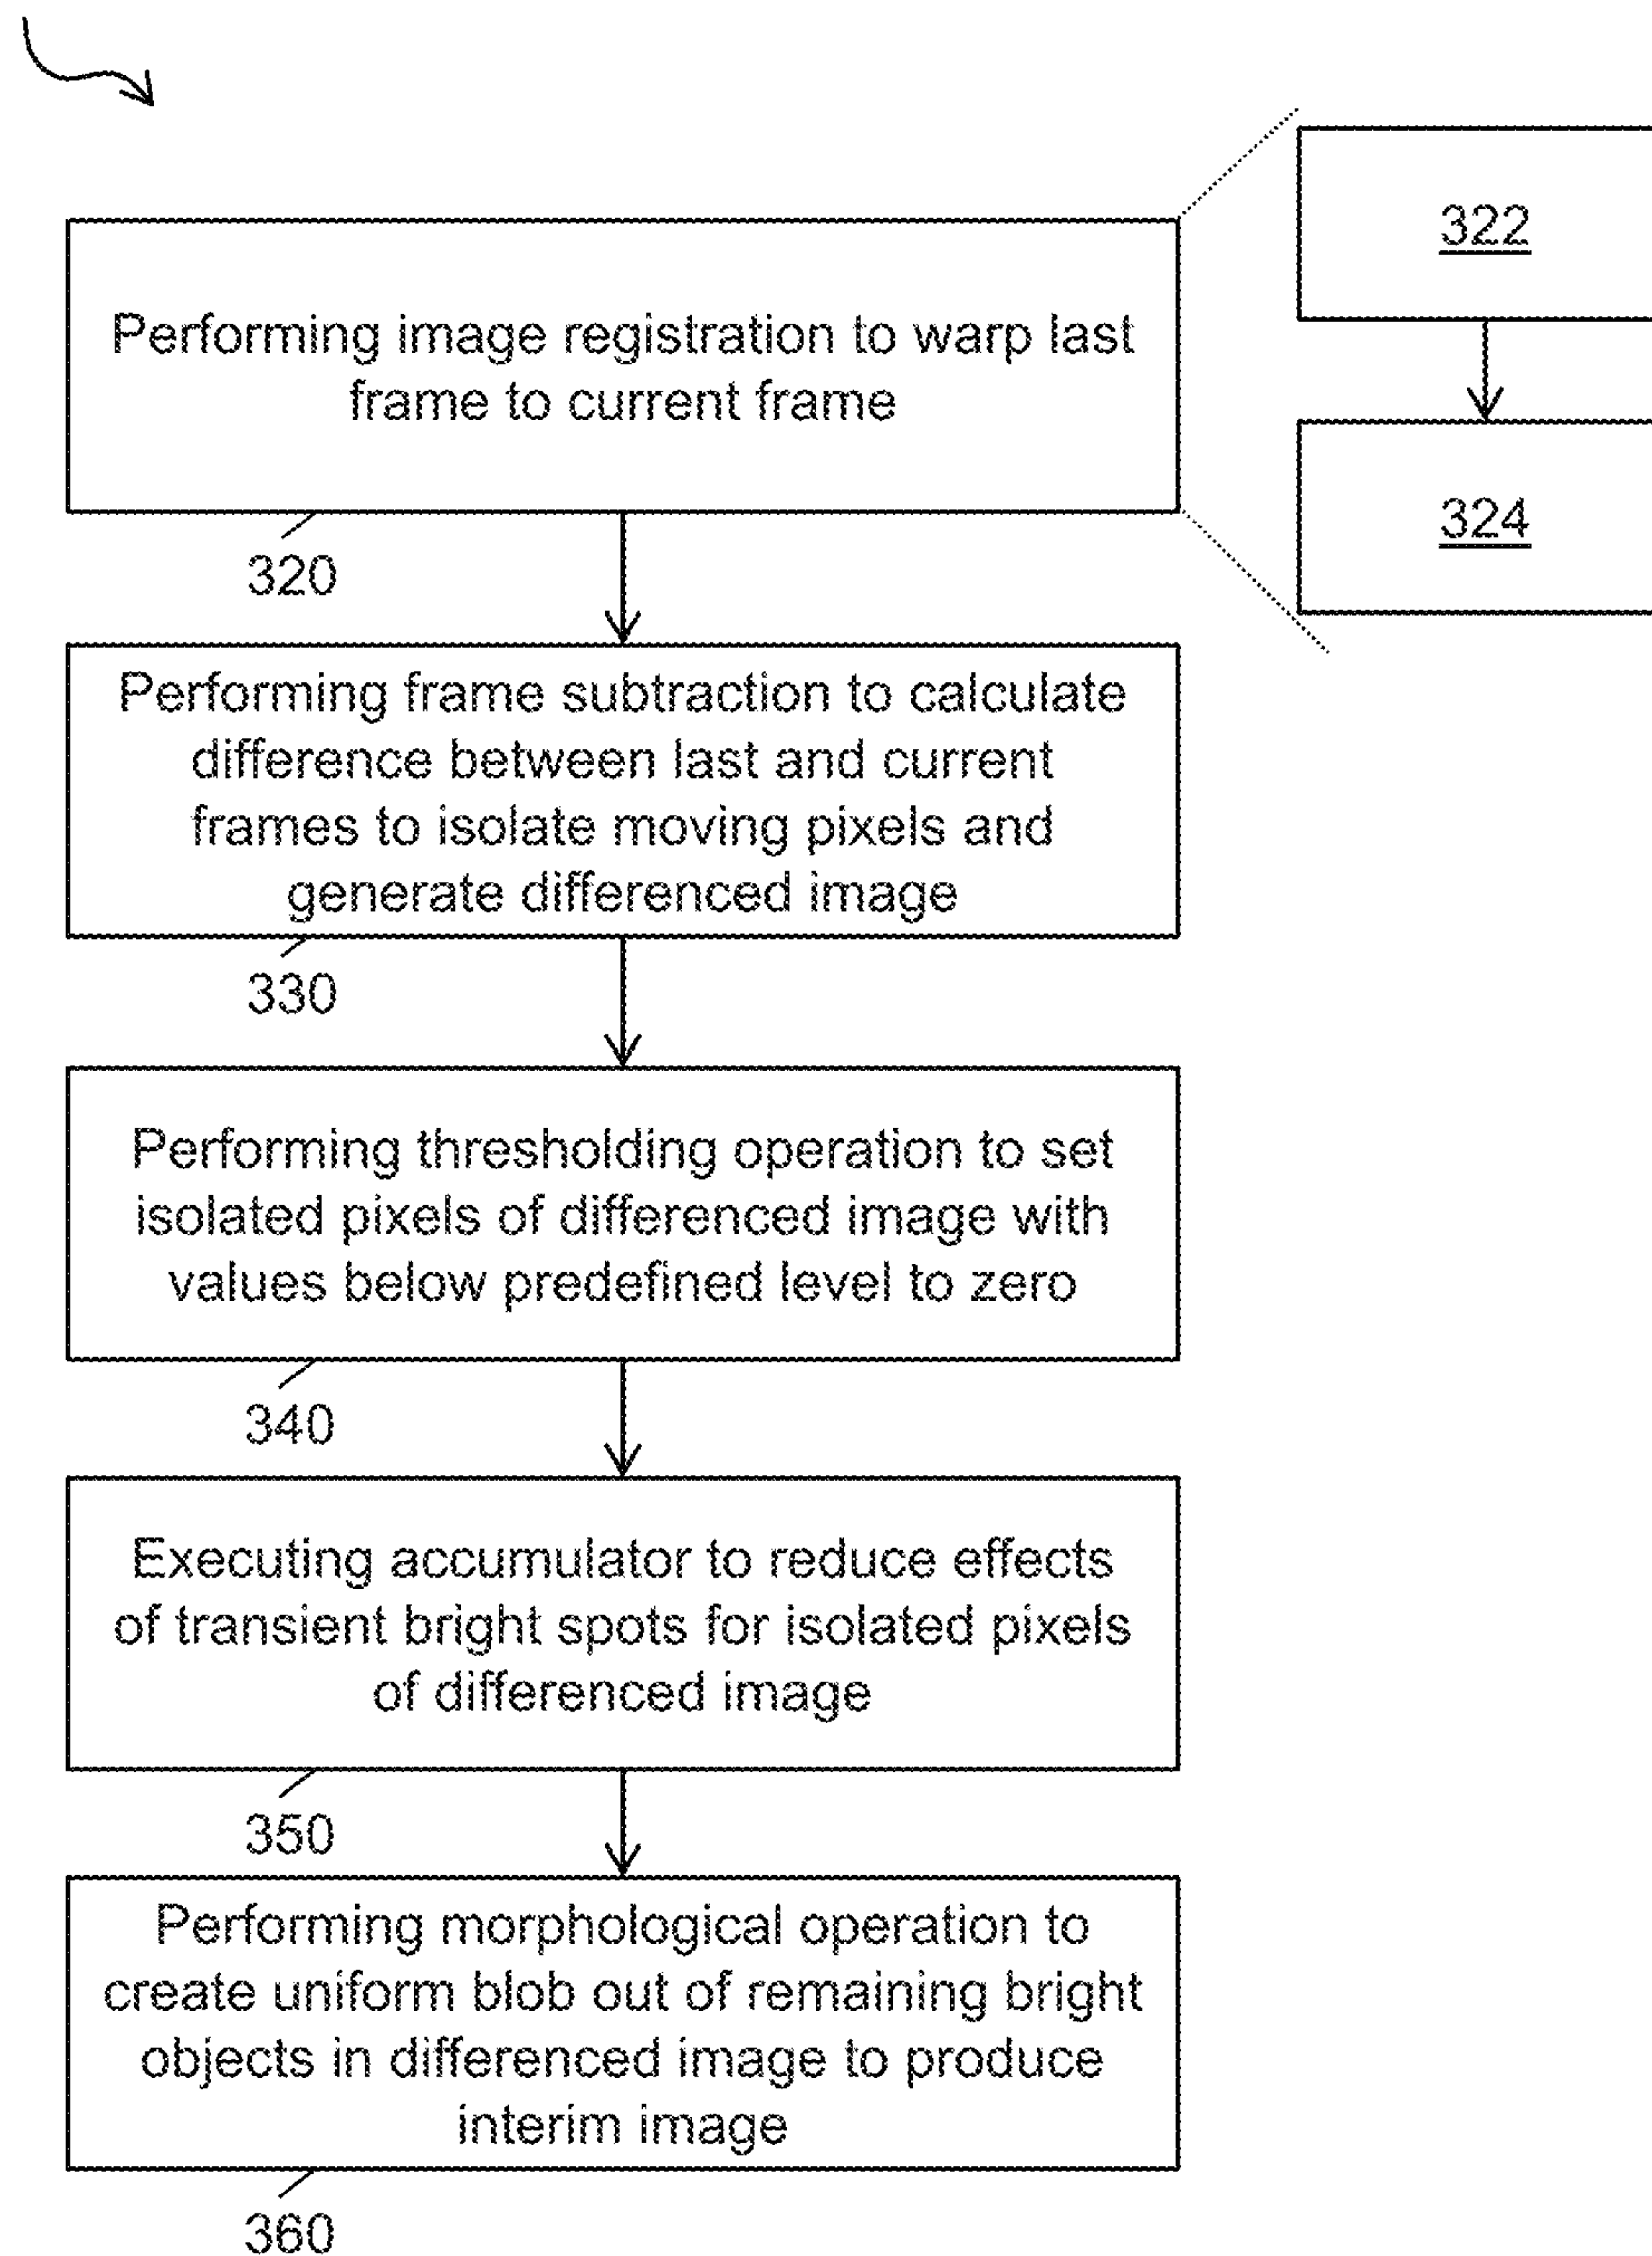 322
Performing image registration to warp last
frame to current frame
324
320
Performing frame subtraction to calculate
difference between last and current
frames to isolate moving pixels and
generate differenced image
330
Performing thresholding operation to set
isolated pixels of differenced image with
values below predefined level to zero
340
Executing accumulator to reduce effects
of transient bright spots for isolated pixels
of differenced image
350
Performing morphological operation to
create uniform blob out of remaining bright
objects in differenced image to produce
interim image
360